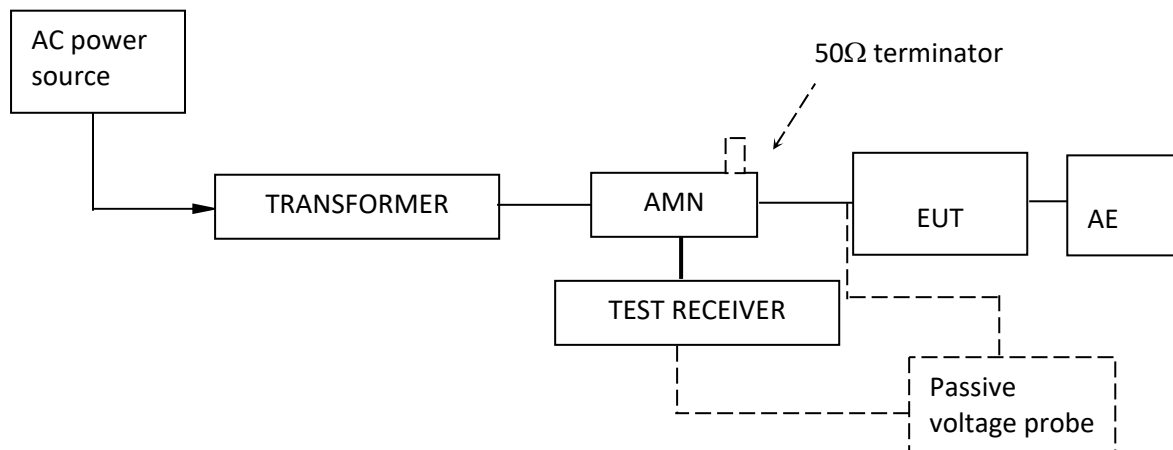 AC power
source
50Ω terminator
TRANSFORMER
AMN
EUT
AE
TEST RECEIVER
Passive
voltage probe